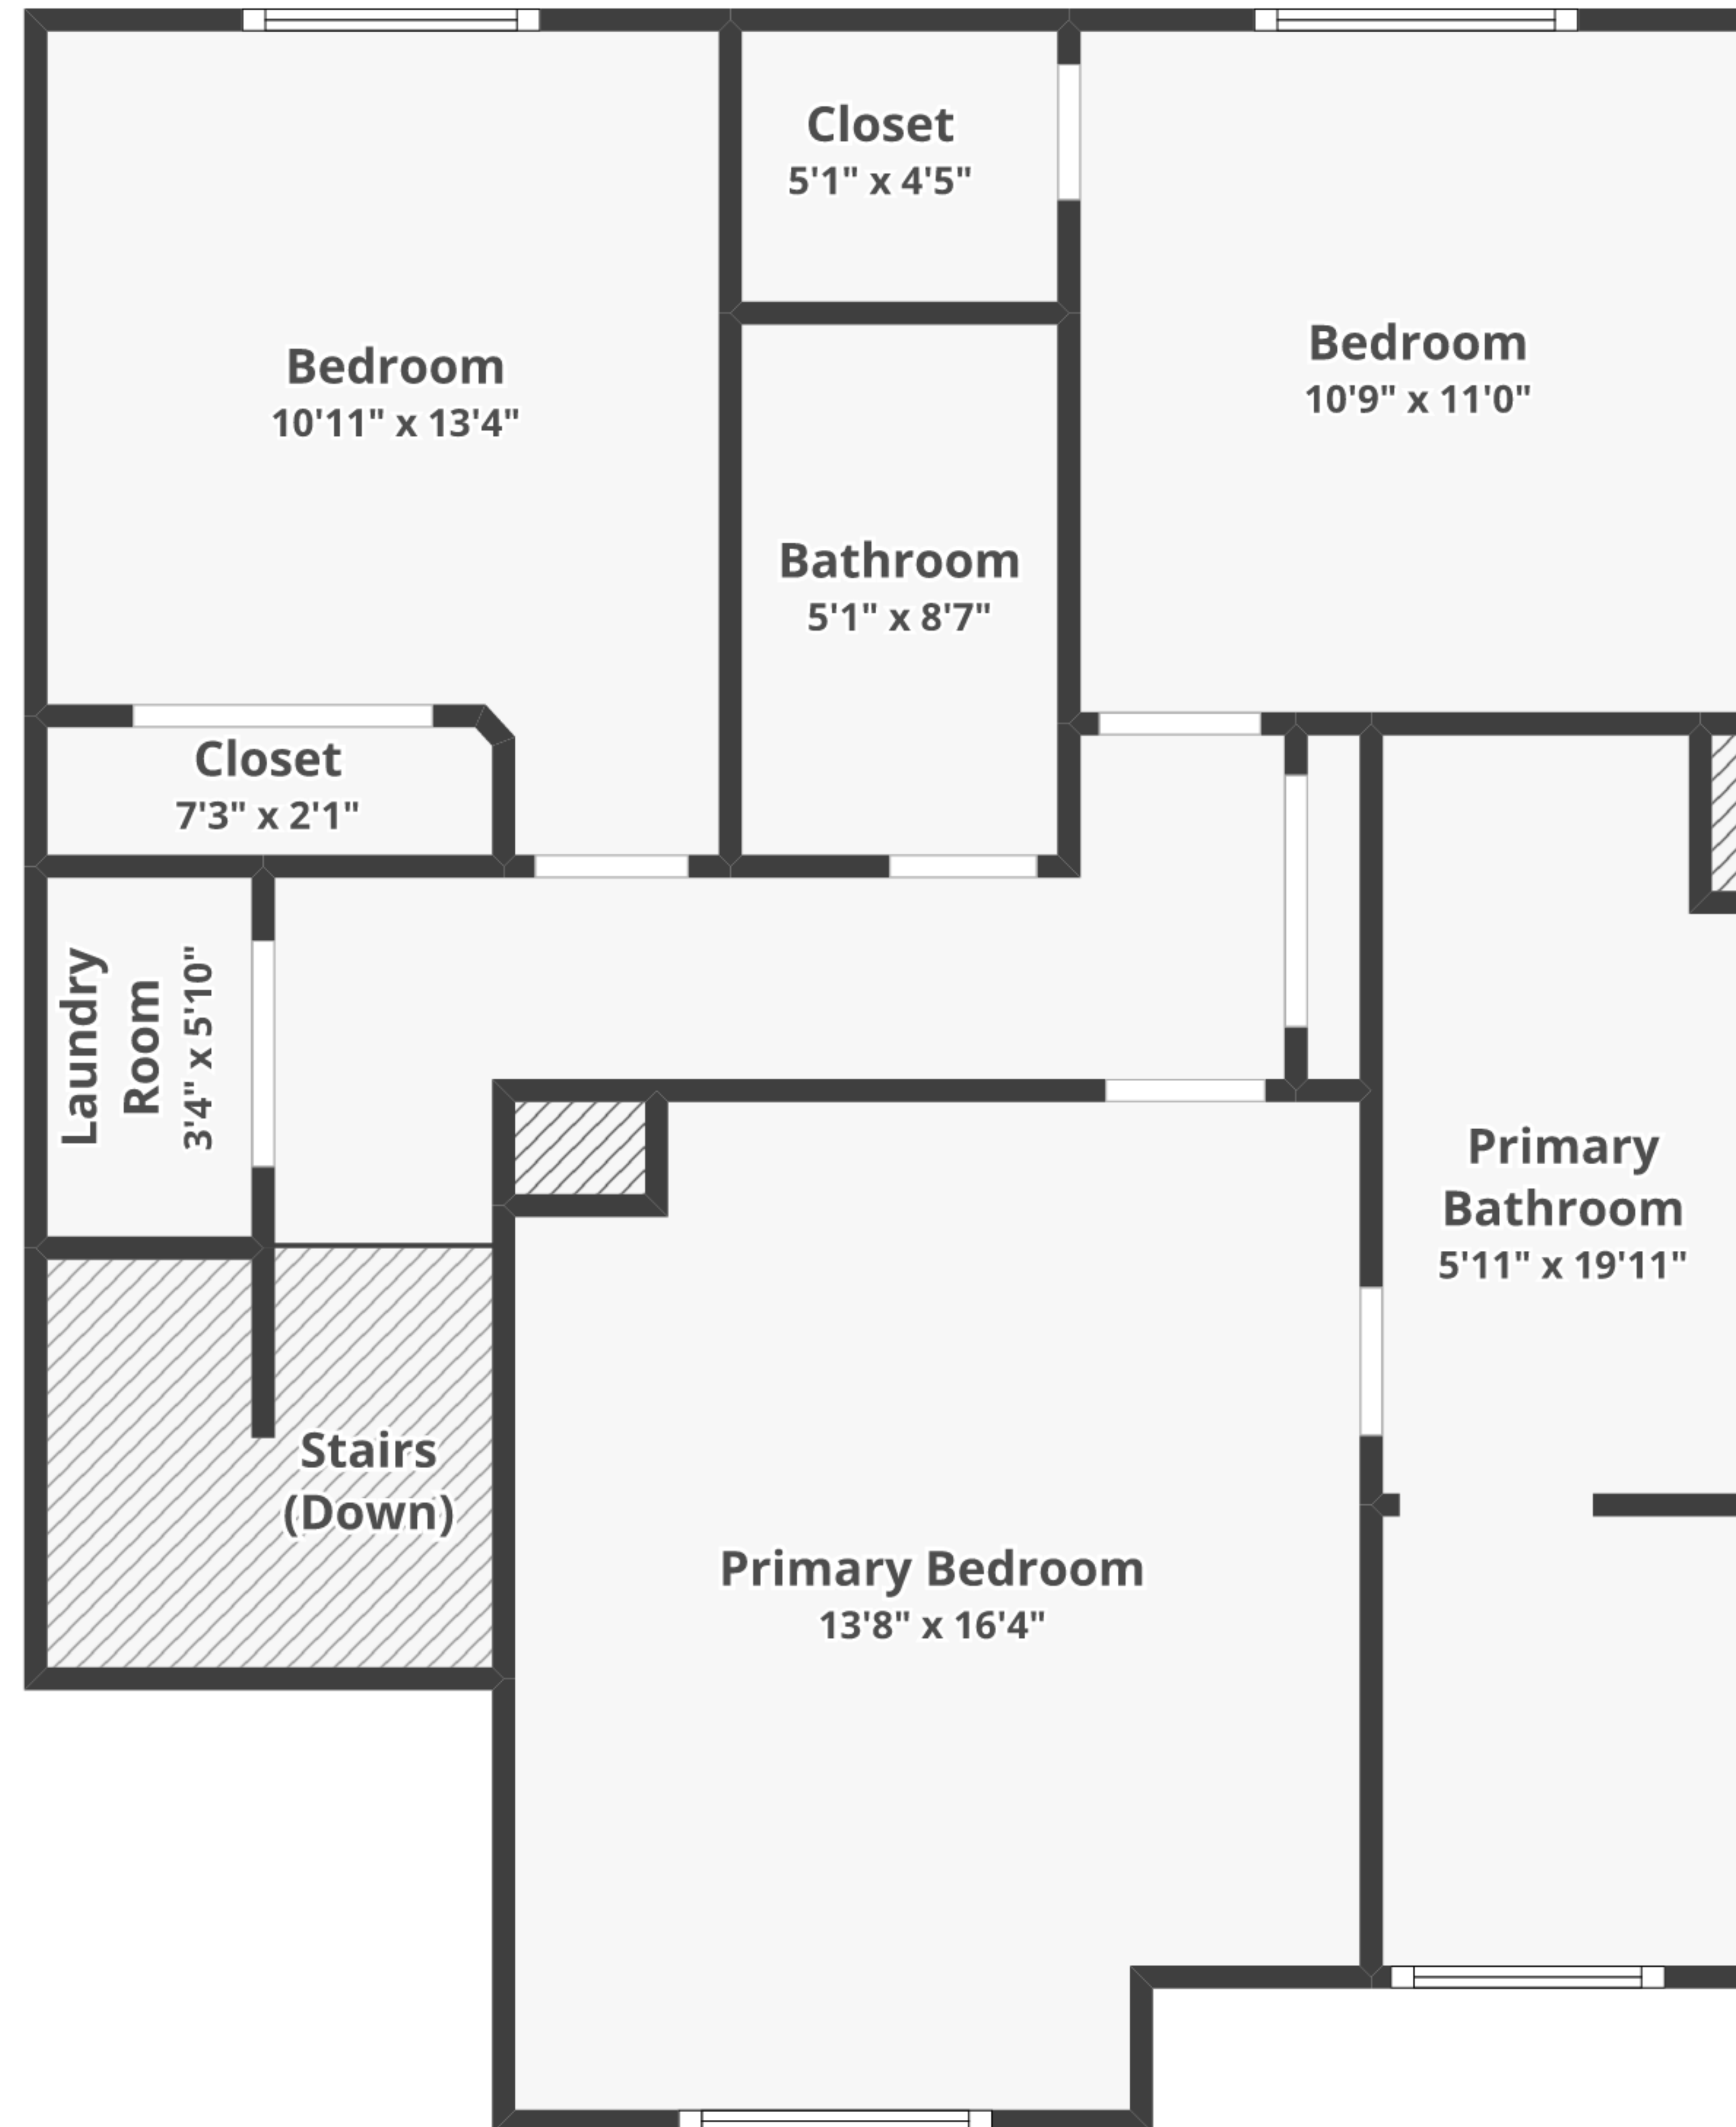 Closet
5'1" x 4'5"
Bedroom
10'11" x 13'4"
Bedroom
10'9" x 11'0"
Bathroom
5'1" x 8'7"
Closet
7'3" x 2'1"
Laundry
Room
3'4" x 5'10"
Primary
Bathroom
5'11" x 19'11"
Stairs
(Down)
Primary Bedroom
13'8" x 16'4"